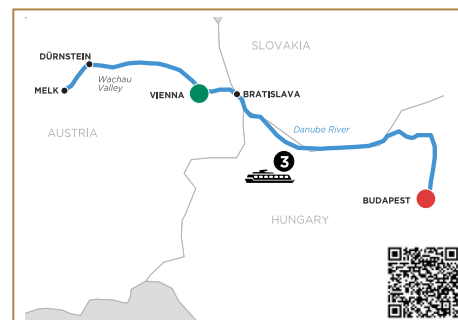 SLOVAKIA
DÜRNSTEIN
Wachau
Valley
MELK
VIENNA
BRATISLAVA
AUSTRIA
Danube River
3
BUDAPEST
HUNGARY